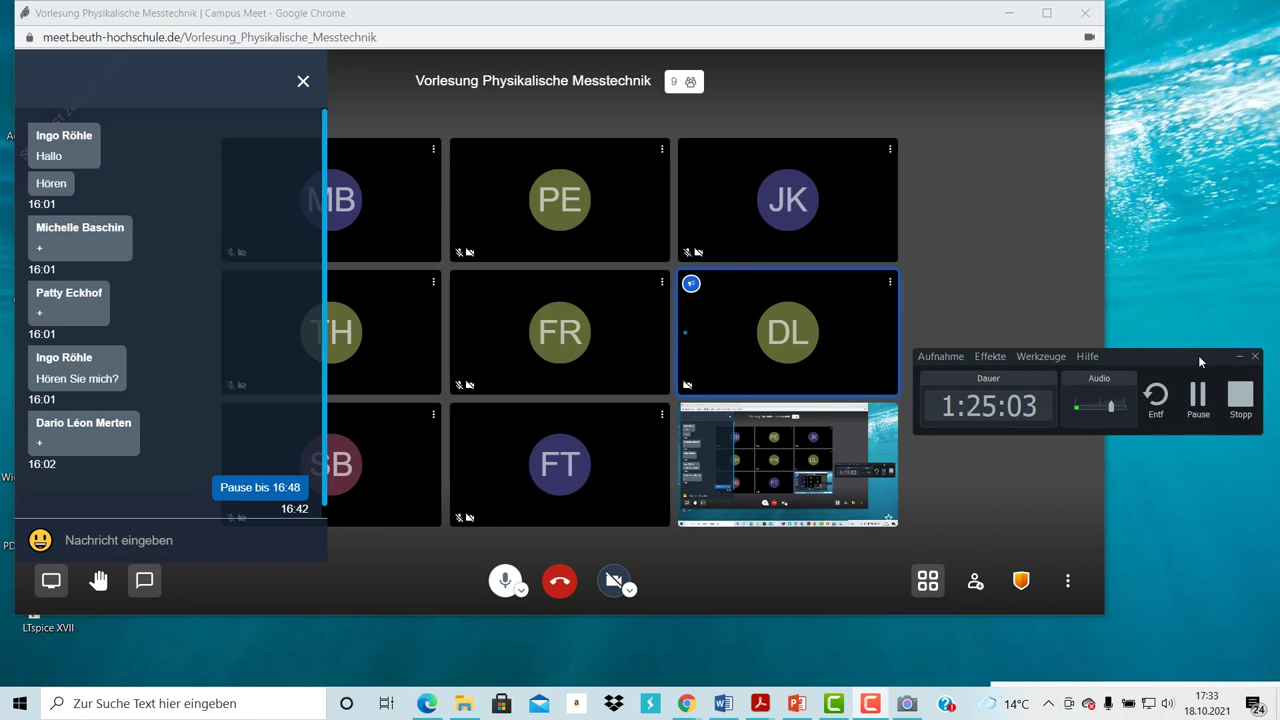 Vorlesung Physikalische Messtechnik | Campus Meet - Google Chrome
meet.beuth-hochschule.de/Vorlesung_Physikalische_Messtechnik
Vorlesung Physikalische Messtechnik 9
Ingo Röhle
Hallo
Hören
16:01
Michelle Baschin
+
16:01
Patty Eckhof
+
16:01
Ingo Röhle
Hören Sie mich?
16:01
Dario Léon Merten
+
16:02
Pause bis 16:48
16:42
Nachricht eingeben
MB
PE
JK
TH
FR
DL
SB
FT
Aufnahme Effekte Werkzeuge Hilfe
Dauer
1:25:03
Audio
Entf
Pause
Stopp
LTspice XVII
Zur Suche Text hier eingeben
14°C
17:33
18.10.2021
24